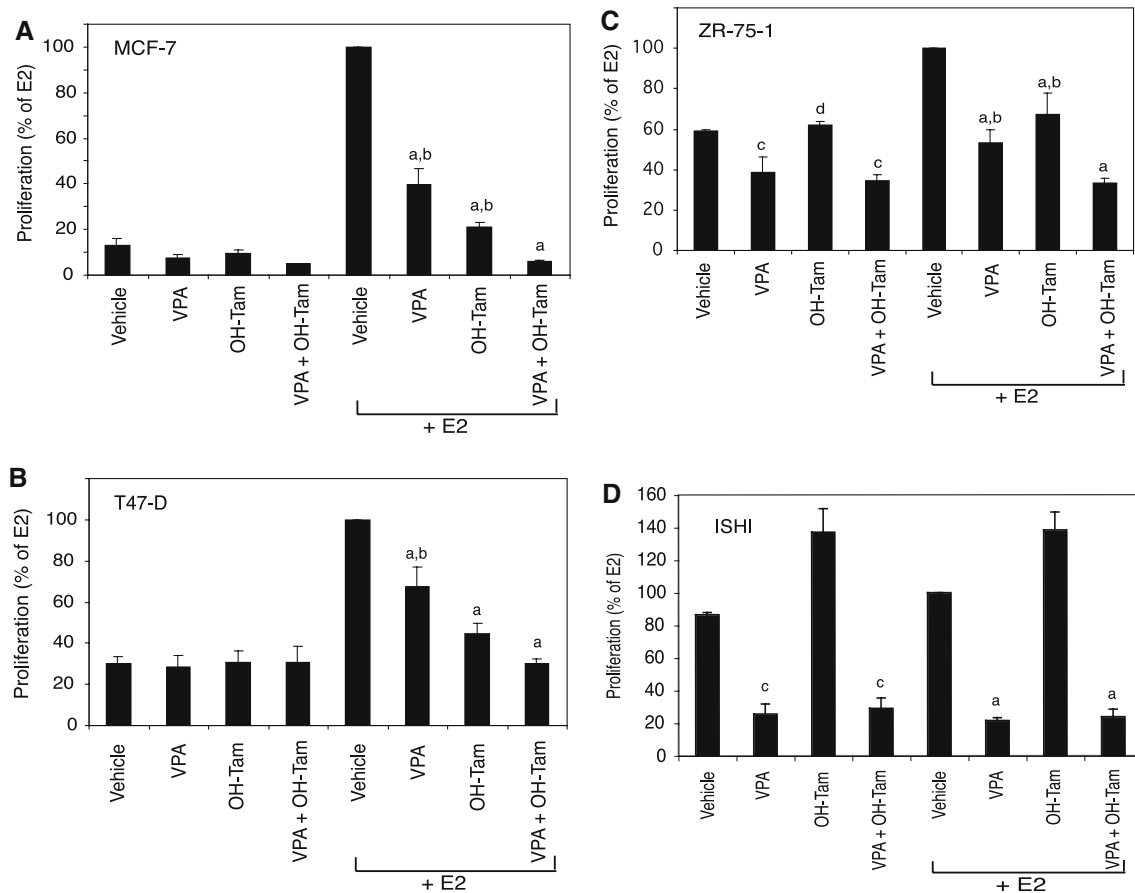 A
MCF-7
Proliferation (% of E2)
100
80
60
40
20
0
a,b
a,b
a
Vehicle
VPA
OH-Tam
VPA + OH-Tam
Vehicle
VPA
OH-Tam
VPA + OH-Tam
+ E2
B
T47-D
Proliferation (% of E2)
100
80
60
40
20
0
a,b
a
a
Vehicle
VPA
OH-Tam
VPA + OH-Tam
Vehicle
VPA
OH-Tam
VPA + OH-Tam
+ E2
C
ZR-75-1
Proliferation (% of E2)
100
80
60
40
20
0
c
d
c
a,b
a,b
a
Vehicle
VPA
OH-Tam
VPA + OH-Tam
Vehicle
VPA
OH-Tam
VPA + OH-Tam
+ E2
D
ISHI
Proliferation (% of E2)
160
140
120
100
80
60
40
20
0
c
c
a
a
Vehicle
VPA
OH-Tam
VPA + OH-Tam
Vehicle
VPA
OH-Tam
VPA + OH-Tam
+ E2